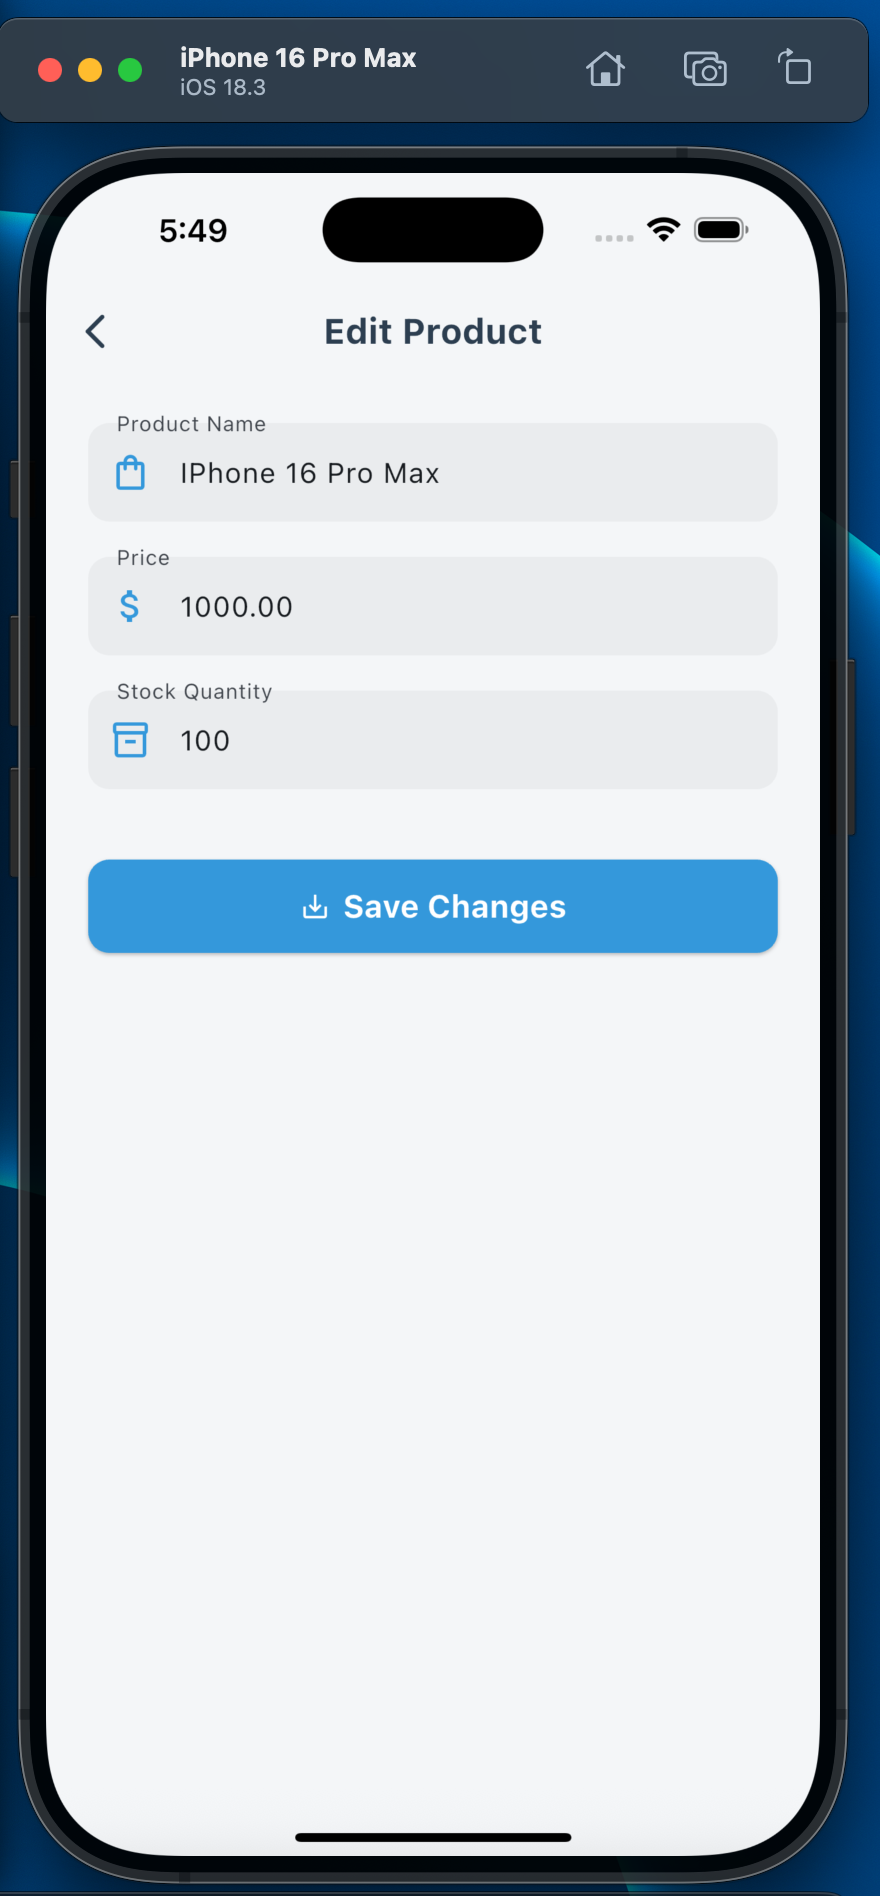 iPhone 16 Pro Max
iOS 18.3
5:49
Edit Product
Product Name
IPhone 16 Pro Max
Price
$ 1000.00
Stock Quantity
100
Save Changes